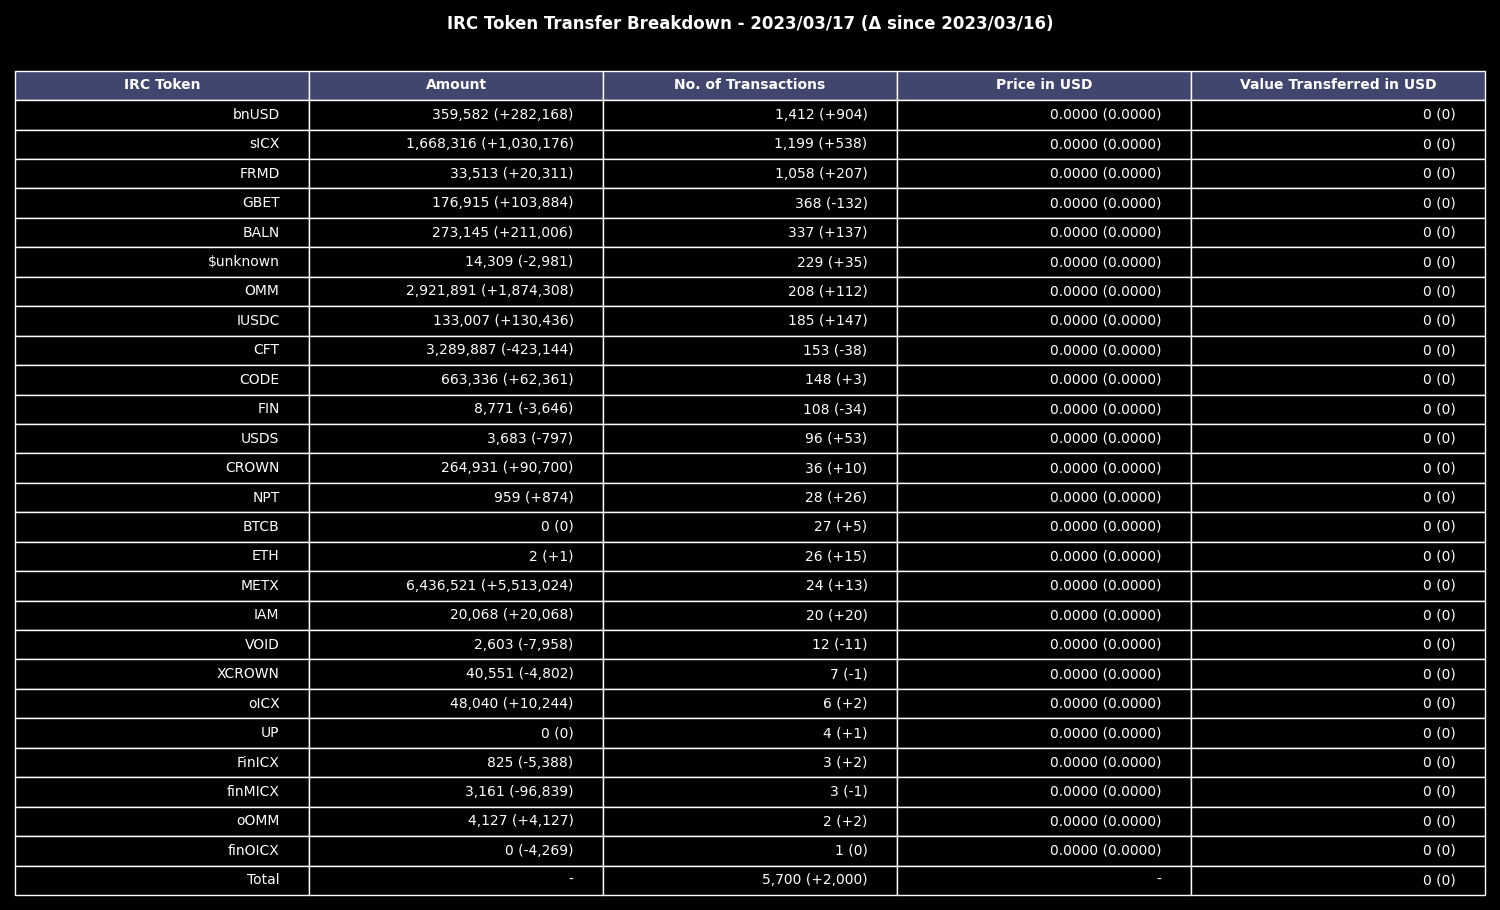 IRC Token Transfer Breakdown - 2023/03/17 (Δ since 2023/03/16)
IRC Token Amount No. of Transactions Price in USD Value Transferred in USD
bnUSD 359,582 (+282,168) 1,412 (+904) 0.0000 (0.0000) 0 (0)
sICX 1,668,316 (+1,030,176) 1,199 (+538) 0.0000 (0.0000) 0 (0)
FRMD 33,513 (+20,311) 1,058 (+207) 0.0000 (0.0000) 0 (0)
GBET 176,915 (+103,884) 368 (-132) 0.0000 (0.0000) 0 (0)
BALN 273,145 (+211,006) 337 (+137) 0.0000 (0.0000) 0 (0)
$unknown 14,309 (-2,981) 229 (+35) 0.0000 (0.0000) 0 (0)
OMM 2,921,891 (+1,874,308) 208 (+112) 0.0000 (0.0000) 0 (0)
IUSDC 133,007 (+130,436) 185 (+147) 0.0000 (0.0000) 0 (0)
CFT 3,289,887 (-423,144) 153 (-38) 0.0000 (0.0000) 0 (0)
CODE 663,336 (+62,361) 148 (+3) 0.0000 (0.0000) 0 (0)
FIN 8,771 (-3,646) 108 (-34) 0.0000 (0.0000) 0 (0)
USDS 3,683 (-797) 96 (+53) 0.0000 (0.0000) 0 (0)
CROWN 264,931 (+90,700) 36 (+10) 0.0000 (0.0000) 0 (0)
NPT 959 (+874) 28 (+26) 0.0000 (0.0000) 0 (0)
BTCB 0 (0) 27 (+5) 0.0000 (0.0000) 0 (0)
ETH 2 (+1) 26 (+15) 0.0000 (0.0000) 0 (0)
METX 6,436,521 (+5,513,024) 24 (+13) 0.0000 (0.0000) 0 (0)
IAM 20,068 (+20,068) 20 (+20) 0.0000 (0.0000) 0 (0)
VOID 2,603 (-7,958) 12 (-11) 0.0000 (0.0000) 0 (0)
XCROWN 40,551 (-4,802) 7 (-1) 0.0000 (0.0000) 0 (0)
oICX 48,040 (+10,244) 6 (+2) 0.0000 (0.0000) 0 (0)
UP 0 (0) 4 (+1) 0.0000 (0.0000) 0 (0)
FinICX 825 (-5,388) 3 (+2) 0.0000 (0.0000) 0 (0)
finMICX 3,161 (-96,839) 3 (-1) 0.0000 (0.0000) 0 (0)
oOMM 4,127 (+4,127) 2 (+2) 0.0000 (0.0000) 0 (0)
finOICX 0 (-4,269) 1 (0) 0.0000 (0.0000) 0 (0)
Total - 5,700 (+2,000) - 0 (0)